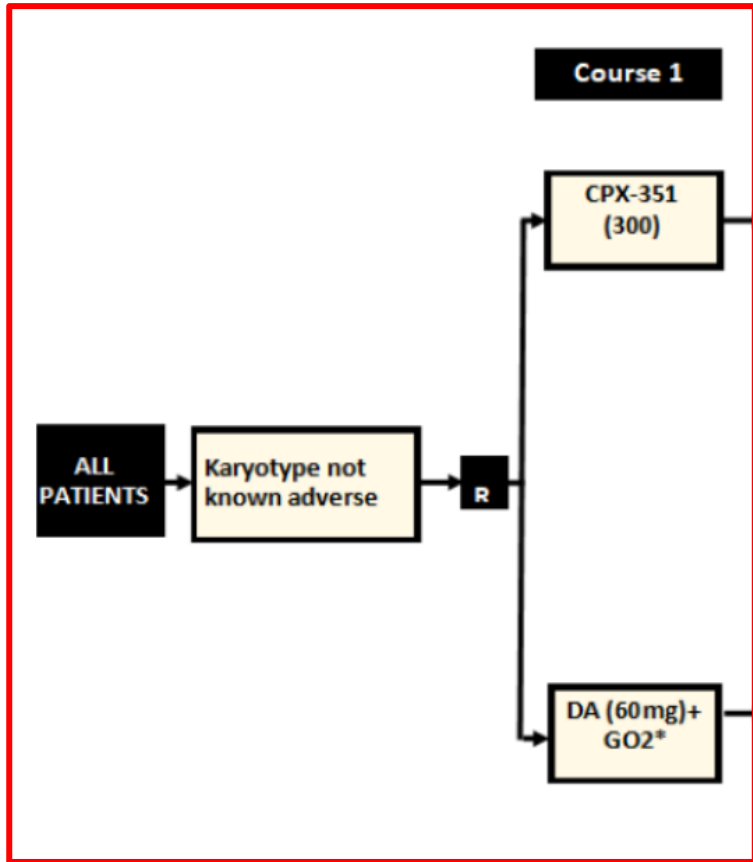 Course 1
CPX-351
(300)
ALL
PATIENTS
Karyotype not
known adverse
R
DA (60mg)+
GO2*